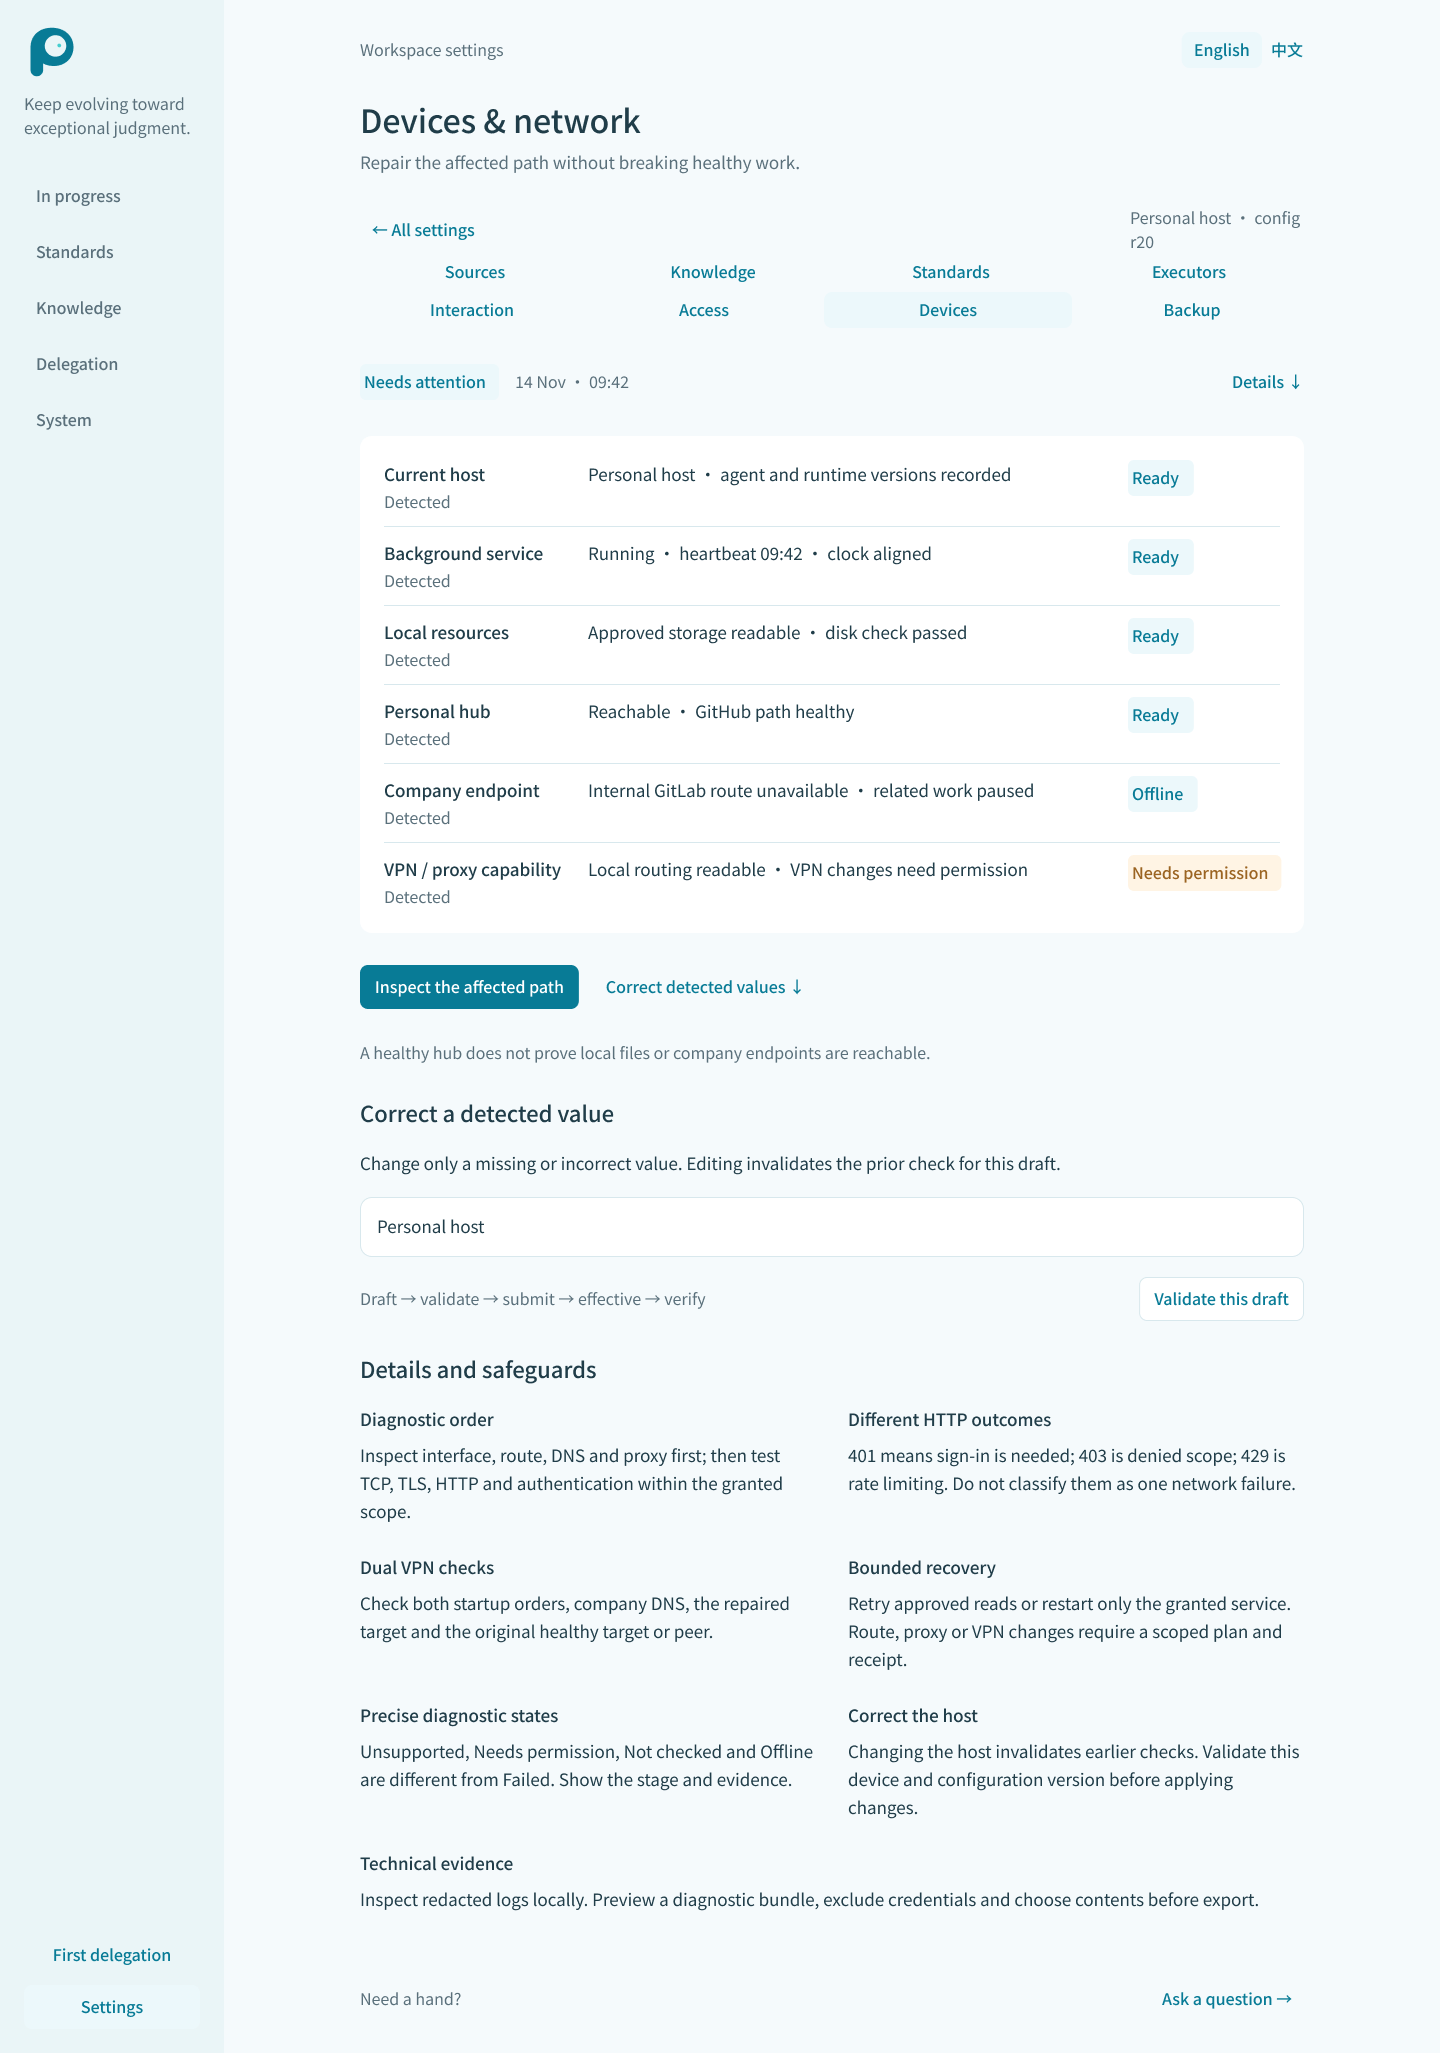 Keep evolving toward
exceptional judgment.
In progress
Standards
Knowledge
Delegation
System
First delegation
Settings
Workspace settings
English 中文
Devices & network
Repair the affected path without breaking healthy work.
← All settings
Personal host • config
r20
Sources Knowledge Standards Executors
Interaction Access Devices Backup
Needs attention 14 Nov • 09:42 Details ↓
Current host Personal host • agent and runtime versions recorded Ready
Detected
Background service Running • heartbeat 09:42 • clock aligned Ready
Detected
Local resources Approved storage readable • disk check passed Ready
Detected
Personal hub Reachable • GitHub path healthy Ready
Detected
Company endpoint Internal GitLab route unavailable • related work paused Offline
Detected
VPN / proxy capability Local routing readable • VPN changes need permission Needs permission
Detected
Inspect the affected path Correct detected values ↓
A healthy hub does not prove local files or company endpoints are reachable.
Correct a detected value
Change only a missing or incorrect value. Editing invalidates the prior check for this draft.
Personal host
Draft → validate → submit → effective → verify Validate this draft
Details and safeguards
Diagnostic order
Inspect interface, route, DNS and proxy first; then test
TCP, TLS, HTTP and authentication within the granted
scope.
Different HTTP outcomes
401 means sign-in is needed; 403 is denied scope; 429 is
rate limiting. Do not classify them as one network failure.
Dual VPN checks
Check both startup orders, company DNS, the repaired
target and the original healthy target or peer.
Bounded recovery
Retry approved reads or restart only the granted service.
Route, proxy or VPN changes require a scoped plan and
receipt.
Precise diagnostic states
Unsupported, Needs permission, Not checked and Offline
are different from Failed. Show the stage and evidence.
Correct the host
Changing the host invalidates earlier checks. Validate this
device and configuration version before applying
changes.
Technical evidence
Inspect redacted logs locally. Preview a diagnostic bundle, exclude credentials and choose contents before export.
Need a hand? Ask a question →